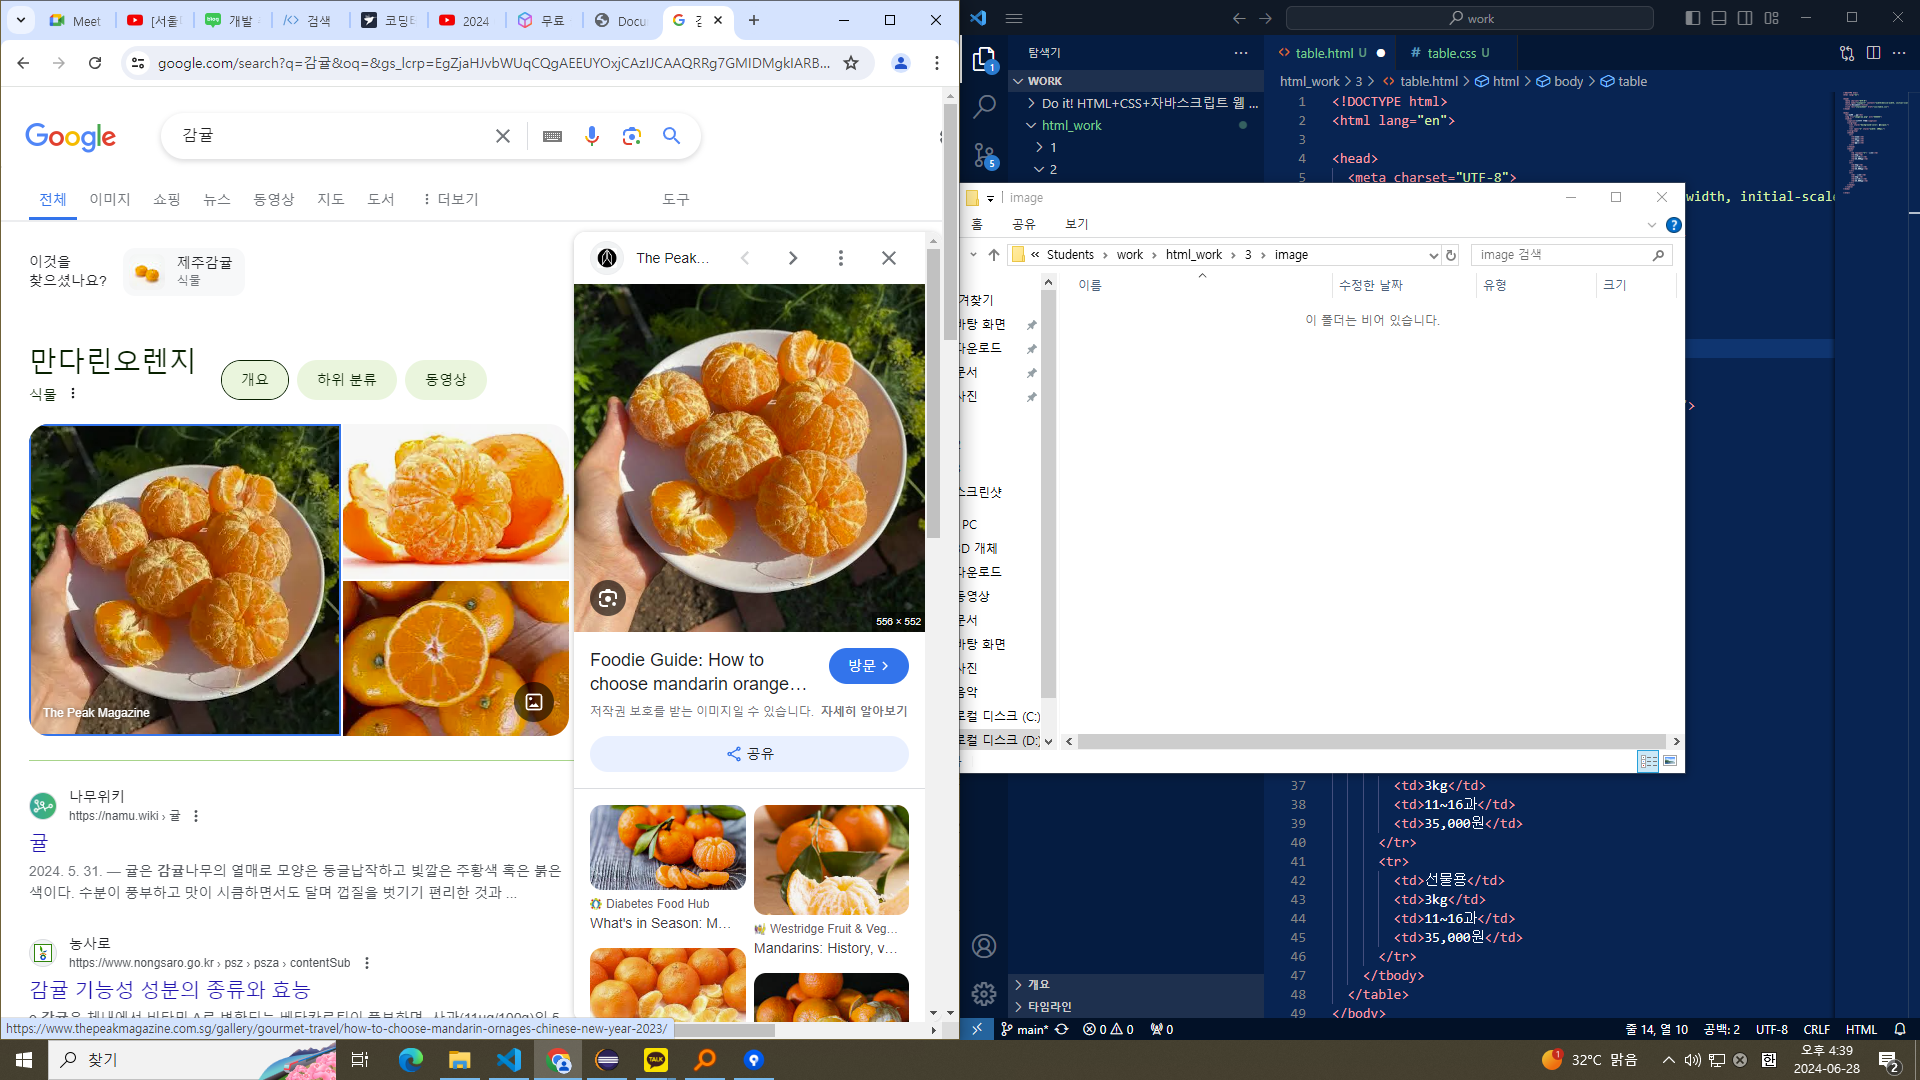 Meet
[서울
개발
검색
코딩테
2024
무료
Docu
google.com/search?q=감귤&oq=&gs_lcrp=EgZjaHJvbWUqCQgAEEUYOxjCAzIJCAAQRRg7GMIDMgkIARB...
Google
감귤
전체
이미지
쇼핑
뉴스
동영상
지도
도서
더보기
도구
이것을
찾으셨나요?
제주감귤
식물
만다린오렌지
식물
개요
하위 분류
동영상
The Peak Magazine
나무위키
https://namu.wiki › 귤
귤
2024. 5. 31. — 귤은 감귤나무의 열매로 모양은 둥글납작하고 빛깔은 주황색 혹은 붉은
색이다. 수분이 풍부하고 맛이 시큼하면서도 달며 껍질을 벗기기 편리한 것과 ...
농사로
https://www.nongsaro.go.kr › psz › psza › contentSub
감귤 기능성 성분의 종류와 효능
https://www.thepeakmagazine.com.sg/gallery/gourmet-travel/how-to-choose-mandarin-ornages-chinese-new-year-2023/
The Peak...
556 × 552
Foodie Guide: How to
choose mandarin orange...
방문
저작권 보호를 받는 이미지일 수 있습니다. 자세히 알아보기
공유
Diabetes Food Hub
What's in Season: M...
Westridge Fruit & Veg...
Mandarins: History, v...
work
탐색기
WORK
Do it! HTML+CSS+자바스크립트 웹 ...
html_work
1
2
1
5
개요
타임라인
table.html U
table.css U
html_work > 3 > table.html > html > body > table
1 <!DOCTYPE html>
2 <html lang="en">
3
4 <head>
5 <meta charset="UTF-8">
width, initial-scale
image
홈
공유
보기
« Students > work > html_work > 3 > image
image 검색
이름
수정한 날짜
유형
크기
이 폴더는 비어 있습니다.
겨찾기
바탕 화면
다운로드
문서
사진
스크린샷
PC
3D 개체
다운로드
동영상
문서
바탕 화면
사진
음악
로컬 디스크 (C:)
로컬 디스크 (D:)
37 <td>3kg</td>
38 <td>11~16과</td>
39 <td>35,000원</td>
40 </tr>
41 <tr>
42 <td>선물용</td>
43 <td>3kg</td>
44 <td>11~16과</td>
45 <td>35,000원</td>
46 </tr>
47 </tbody>
48 </table>
49 </body>
main*
0 0
0
줄 14, 열 10
공백: 2
UTF-8
CRLF
HTML
찾기
TALK
1
32°C 맑음
한
오후 4:39
2024-06-28
2